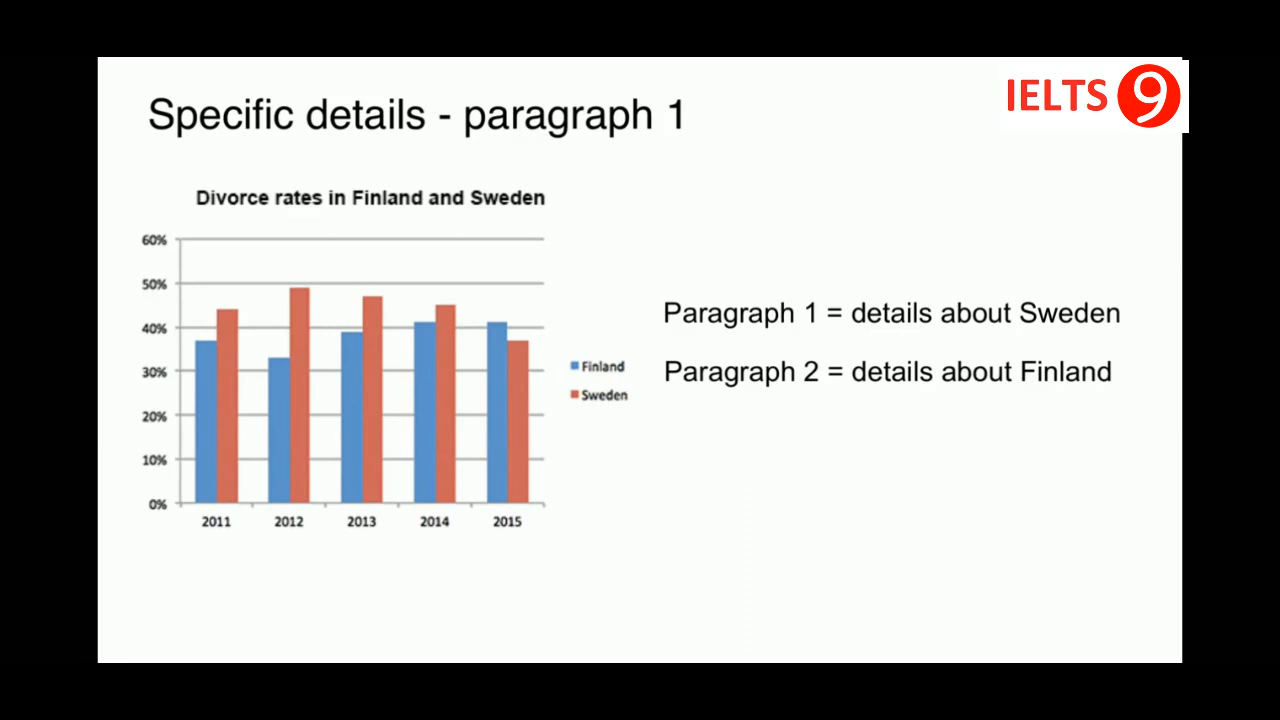 Specific details - paragraph 1
IELTS 9
Divorce rates in Finland and Sweden
60%
50%
40%
30%
20%
10%
0%
2011 2012 2013 2014 2015
Finland
Sweden
Paragraph 1 = details about Sweden
Paragraph 2 = details about Finland